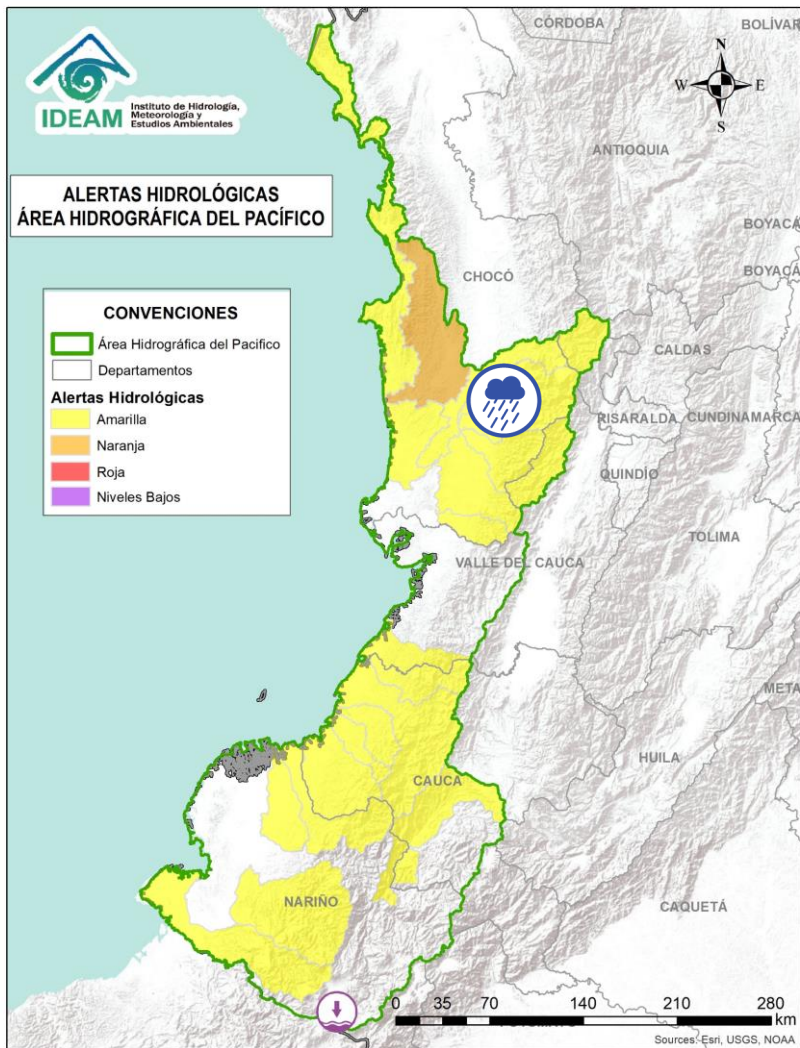 CÓRDOBA
BOLÍVAR
N
W E
S
IDEAM
Instituto de Hidrología,
Meteorología y
Estudios Ambientales
ANTIOQUIA
ALERTAS HIDROLÓGICAS
ÁREA HIDROGRÁFICA DEL PACÍFICO
BOYACÁ
CHOCÓ
BOYACÁ
CONVENCIONES
Área Hidrográfica del Pacifico
Departamentos
Alertas Hidrológicas
Amarilla
Naranja
Roja
Niveles Bajos
CALDAS
RISARALDA
CUNDINAMARCA
QUINDÍO
TOLIMA
VALLE DEL CAUCA
META
HUILA
CAUCA
NARIÑO
CAQUETÁ
0 35 70 140 210 280
km
Sources: Esri, USGS, NOAA